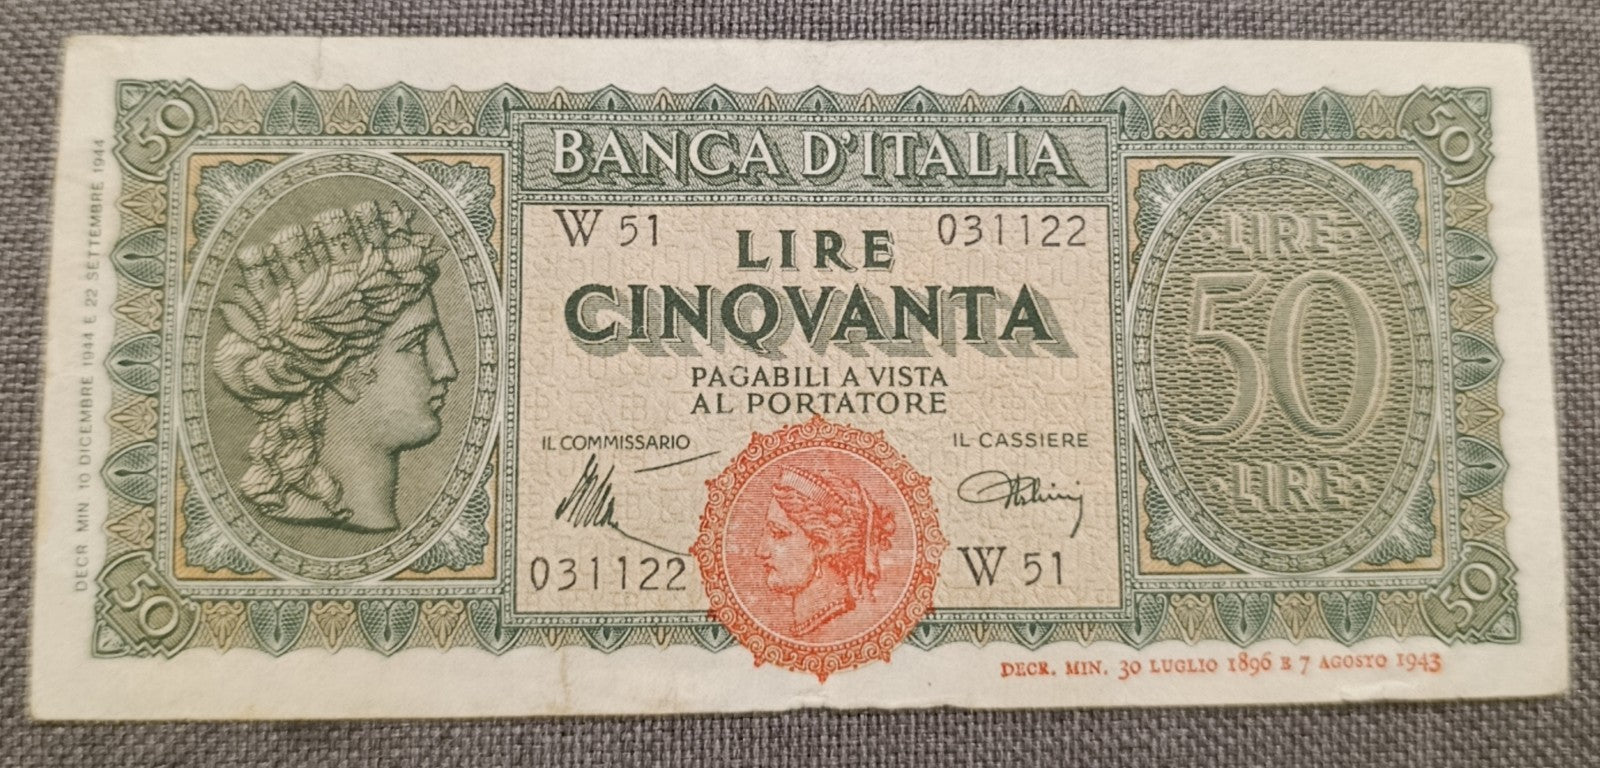 50
50
BANCA D'ITALIA
DECR MIN 10 DICEMBRE 1944 E 22 SETTEMBRE 1944
W 51
031122
LIRE
CINQVANTA
PAGABILI A VISTA
AL PORTATORE
IL COMMISSARIO
IL CASSIERE
031122
W 51
LIRE
50
LIRE
50
50
DECR. MIN. 30 LUGLIO 1896 E 7 AGOSTO 1943